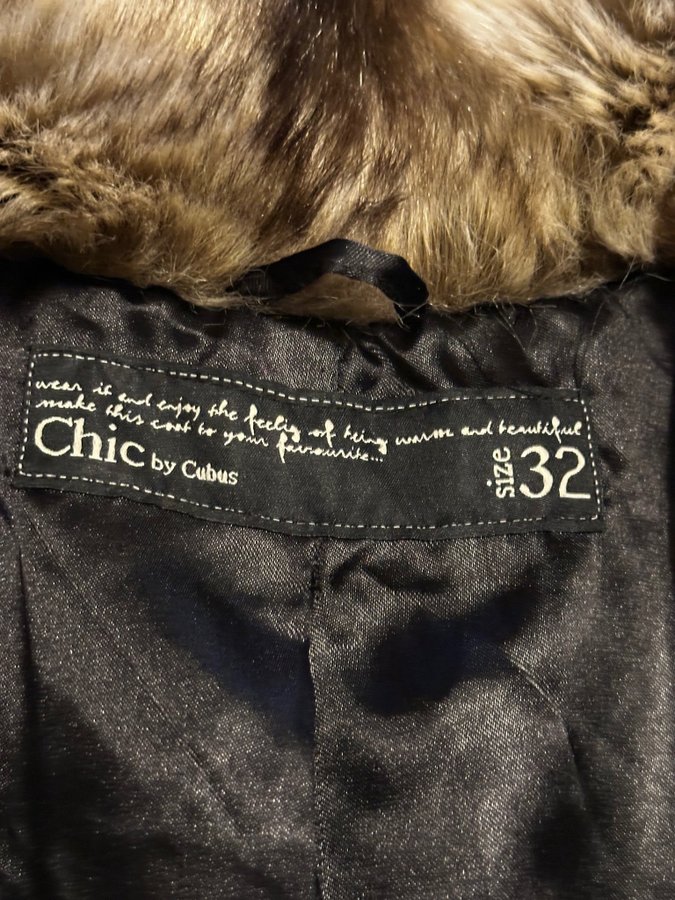 wear it and enjoy the feelig of being warm and beautiful
make this coat to your favourite...
Chic by Cubus
size 32